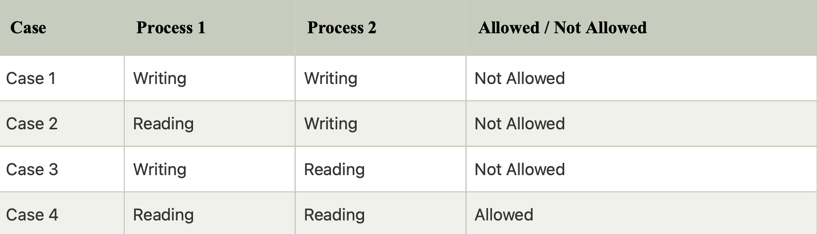 Case Process 1 Process 2 Allowed / Not Allowed
Case 1 Writing Writing Not Allowed
Case 2 Reading Writing Not Allowed
Case 3 Writing Reading Not Allowed
Case 4 Reading Reading Allowed